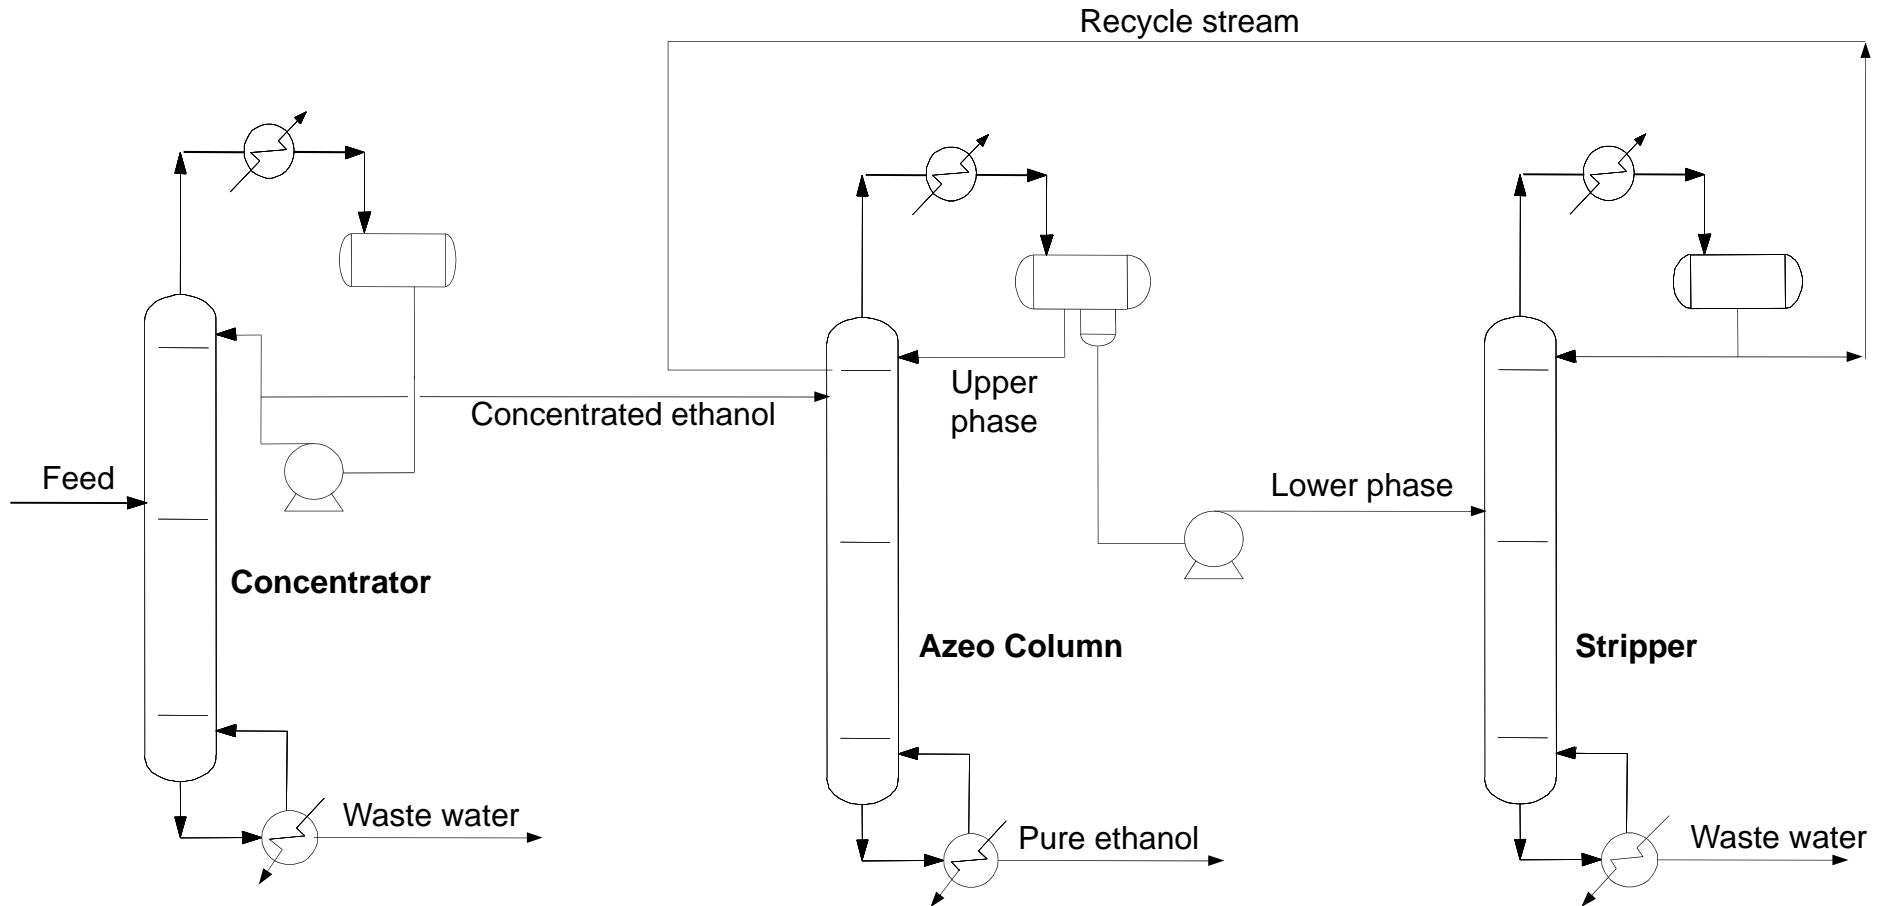 Recycle stream
Upper
phase
Concentrated ethanol
Feed
Lower phase
Concentrator
Azeo Column
Stripper
Waste water
Pure ethanol
Waste water